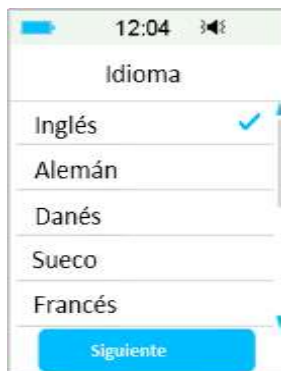 12:04
Idioma
Inglés
Alemán
Danés
Sueco
Francés
Siguiente